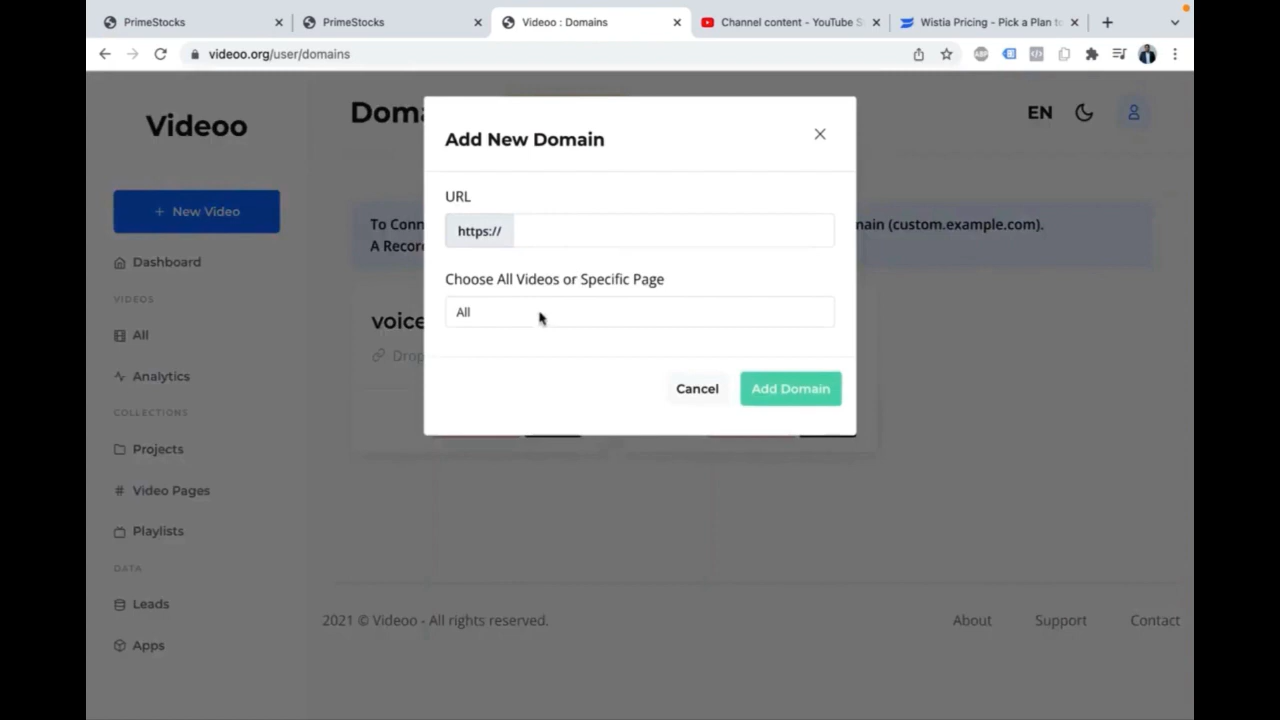 PrimeStocks
PrimeStocks
Videoo : Domains
Channel content - YouTube S
Wistia Pricing - Pick a Plan to
videoo.org/user/domains
Videoo
+ New Video
Dashboard
VIDEOS
All
Analytics
COLLECTIONS
Projects
# Video Pages
Playlists
DATA
Leads
Apps
Doma
EN
To Conn
main (custom.example.com).
A Recor
voice
Drop
Add New Domain
URL
https://
Choose All Videos or Specific Page
All
Cancel
Add Domain
2021 © Videoo - All rights reserved.
About
Support
Contact